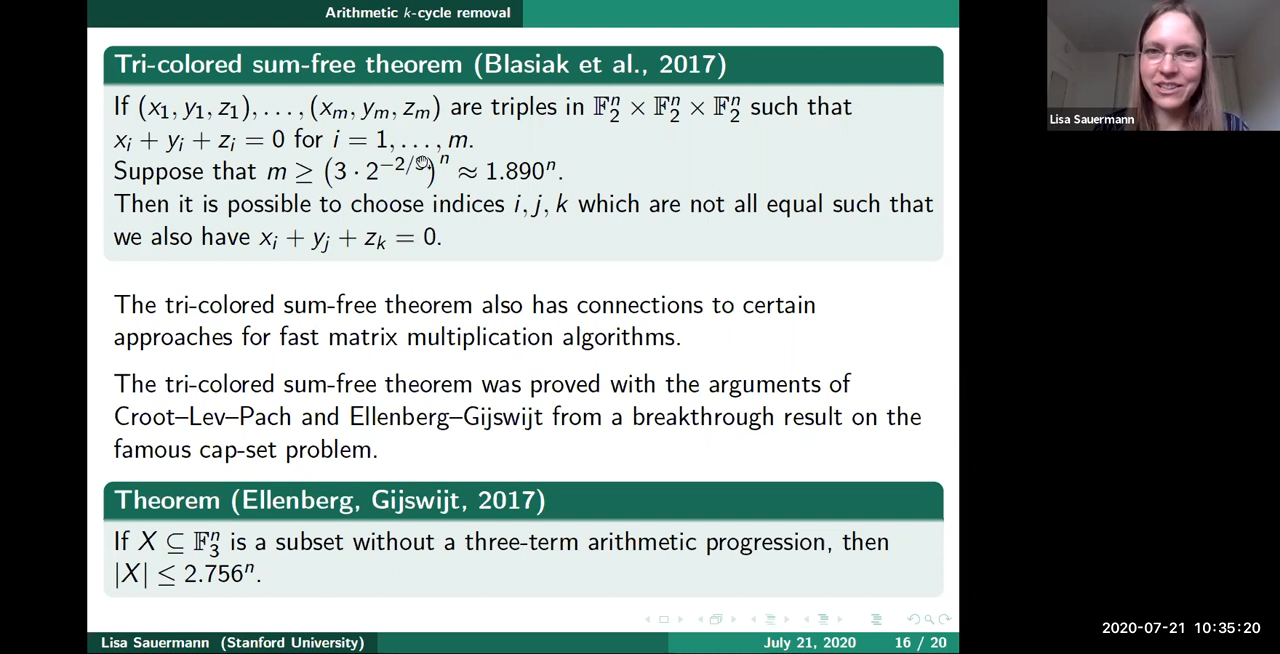 Arithmetic k-cycle removal
Tri-colored sum-free theorem (Blasiak et al., 2017)
If (x₁, y₁, z₁), . . . , (xₘ, yₘ, zₘ) are triples in 𝔽₂ⁿ × 𝔽₂ⁿ × 𝔽₂ⁿ such that
xᵢ + yᵢ + zᵢ = 0 for i = 1, . . . , m.
Suppose that m ≥ (3 · 2⁻²/ )ⁿ ≈ 1.890ⁿ.
Then it is possible to choose indices i, j, k which are not all equal such that
we also have xᵢ + yⱼ + zₖ = 0.
The tri-colored sum-free theorem also has connections to certain
approaches for fast matrix multiplication algorithms.
The tri-colored sum-free theorem was proved with the arguments of
Croot–Lev–Pach and Ellenberg–Gijswijt from a breakthrough result on the
famous cap-set problem.
Theorem (Ellenberg, Gijswijt, 2017)
If X ⊆ 𝔽₃ⁿ is a subset without a three-term arithmetic progression, then
|X| ≤ 2.756ⁿ.
Lisa Sauermann (Stanford University)
July 21, 2020
16 / 20
Lisa Sauermann
2020-07-21 10:35:20